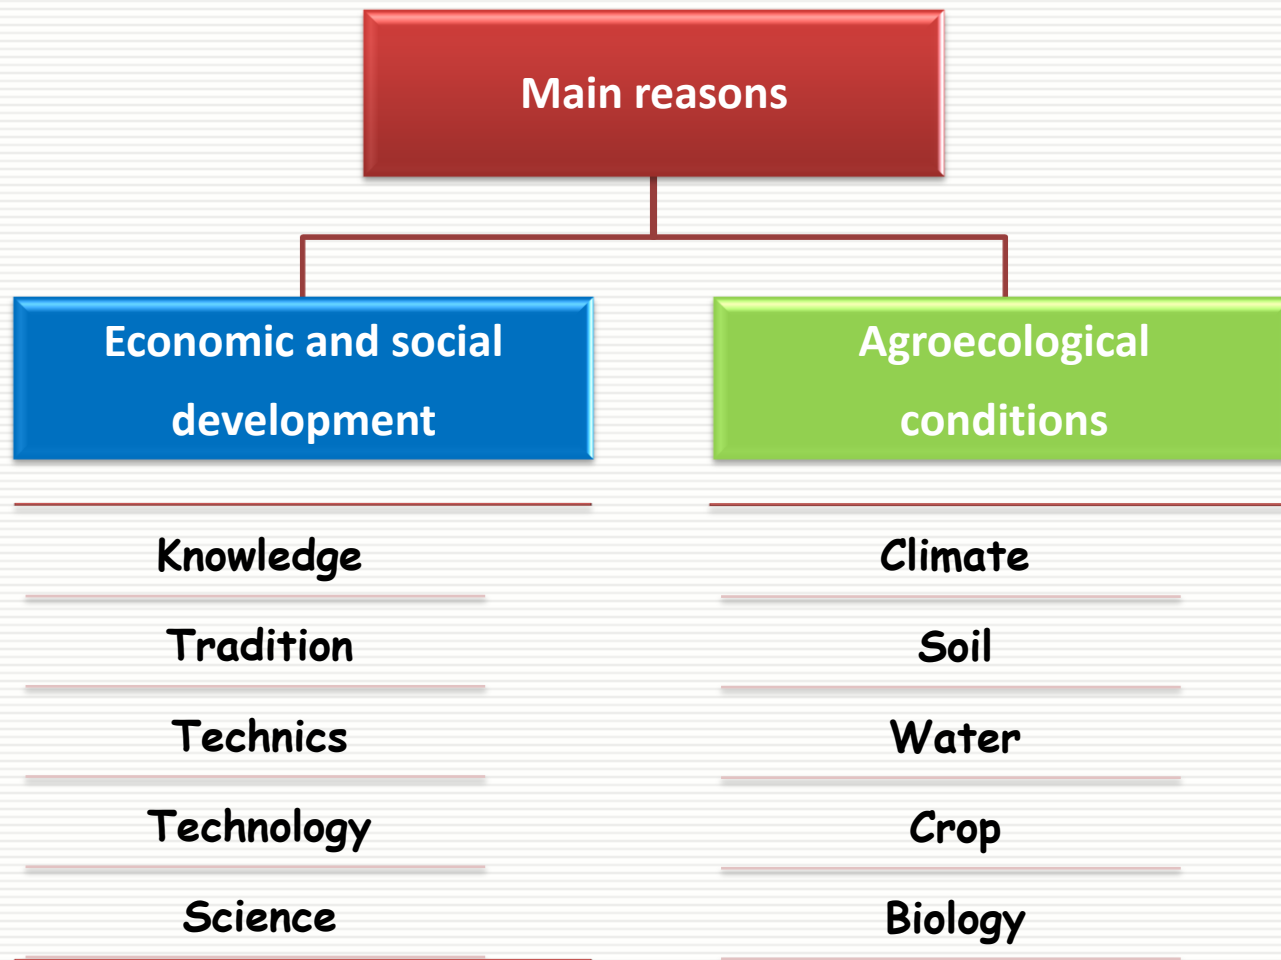 Main reasons
Economic and social
development
Knowledge
Tradition
Technics
Technology
Science
Agroecological
conditions
Climate
Soil
Water
Crop
Biology